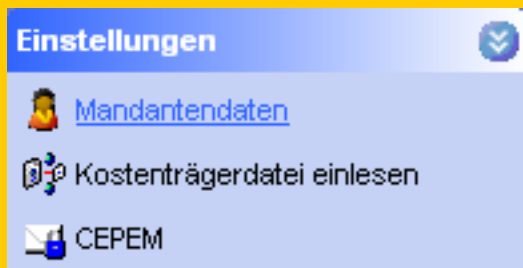 Einstellungen
Mandantendaten
Kostenträgerdatei einlesen
CEPEM